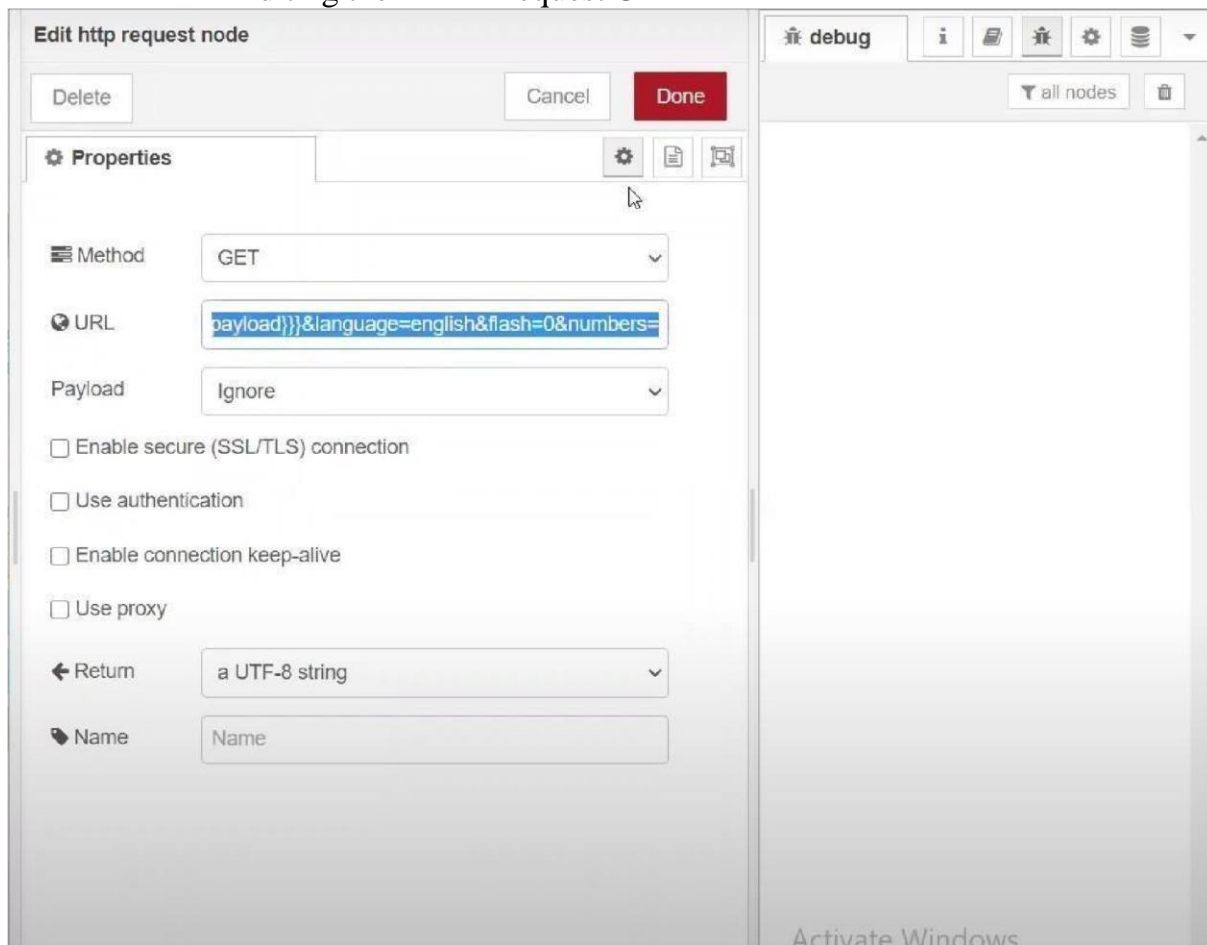 Edit http request node
Delete
Cancel
Done
Properties
Method
GET
URL
payload}}}&language=english&flash=0&numbers=
Payload
Ignore
Enable secure (SSL/TLS) connection
Use authentication
Enable connection keep-alive
Use proxy
Return
a UTF-8 string
Name
Name
debug
i
all nodes
Activate Windows